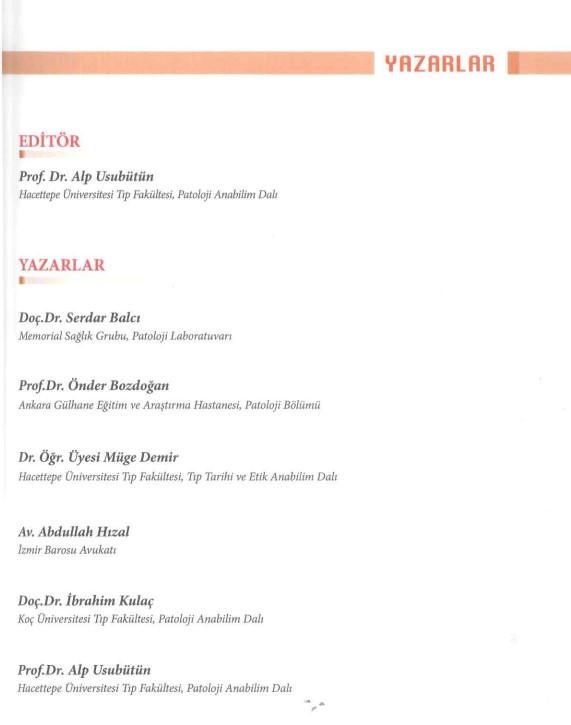 YAZARLAR
EDİTÖR
Prof. Dr. Alp Usubütün
Hacettepe Üniversitesi Tıp Fakültesi, Patoloji Anabilim Dalı
YAZARLAR
Doç.Dr. Serdar Balcı
Memorial Sağlık Grubu, Patoloji Laboratuvarı
Prof.Dr. Önder Bozdoğan
Ankara Gülhane Eğitim ve Araştırma Hastanesi, Patoloji Bölümü
Dr. Öğr. Üyesi Müge Demir
Hacettepe Üniversitesi Tıp Fakültesi, Tıp Tarihi ve Etik Anabilim Dalı
Av. Abdullah Hızal
İzmir Barosu Avukatı
Doç.Dr. İbrahim Kulaç
Koç Üniversitesi Tıp Fakültesi, Patoloji Anabilim Dalı
Prof.Dr. Alp Usubütün
Hacettepe Üniversitesi Tıp Fakültesi, Patoloji Anabilim Dalı